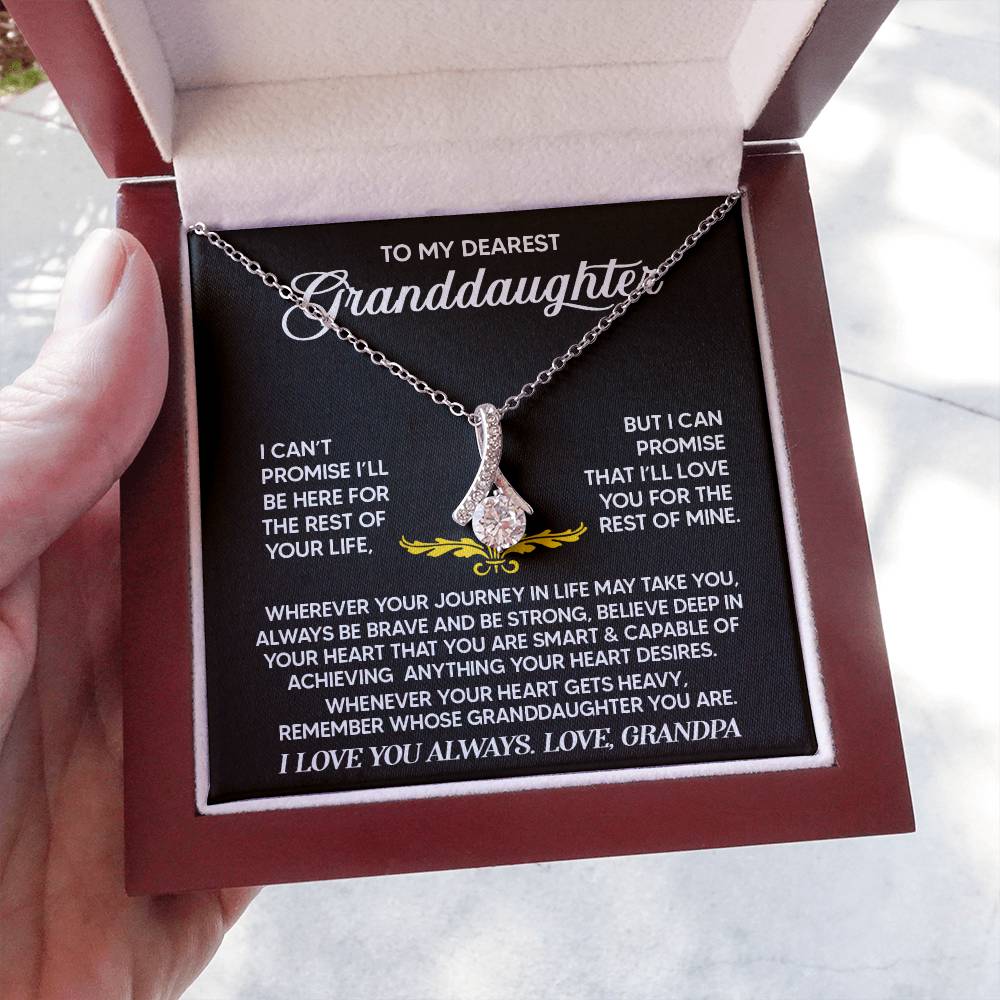 TO MY DEAREST
Granddaughter
I CAN'T
PROMISE I'LL
BE HERE FOR
THE REST OF
YOUR LIFE,
BUT I CAN
PROMISE
THAT I'LL LOVE
YOU FOR THE
REST OF MINE.
WHEREVER YOUR JOURNEY IN LIFE MAY TAKE YOU,
ALWAYS BE BRAVE AND BE STRONG, BELIEVE DEEP IN
YOUR HEART THAT YOU ARE SMART & CAPABLE OF
ACHIEVING ANYTHING YOUR HEART DESIRES.
WHENEVER YOUR HEART GETS HEAVY,
REMEMBER WHOSE GRANDDAUGHTER YOU ARE.
I LOVE YOU ALWAYS. LOVE, GRANDPA